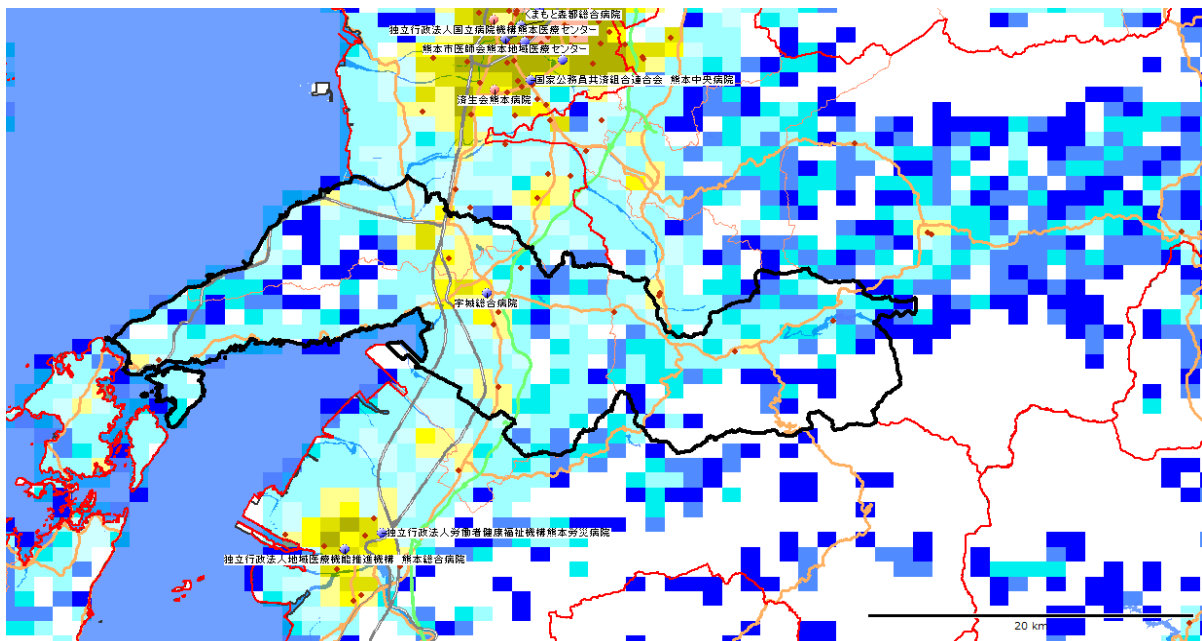 くまもと森都総合病院
独立行政法人国立病院機構熊本医療センター
熊本市医師会熊本地域医療センター
国家公務員共済組合連合会 熊本中央病院
済生会熊本病院
宇城総合病院
独立行政法人労働者健康福祉機構熊本労災病院
独立行政法人地域医療機能推進機構 熊本総合病院
20 km